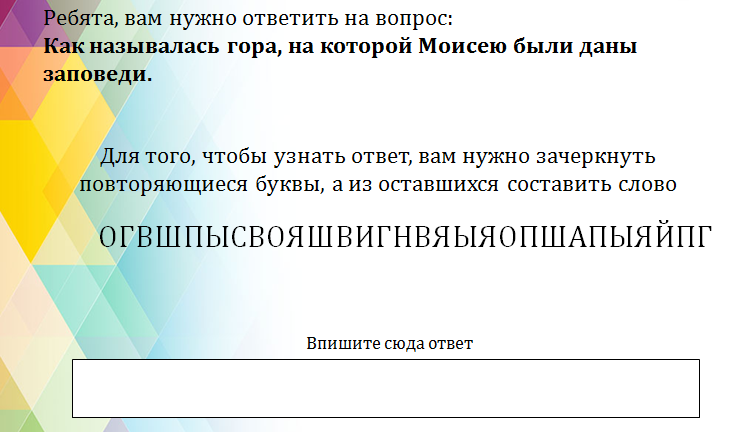 Ребята, вам нужно ответить на вопрос:
Как называлась гора, на которой Моисею были даны
заповеди.
Для того, чтобы узнать ответ, вам нужно зачеркнуть
повторяющиеся буквы, а из оставшихся составить слово
ОГВШПЫСВОЯШВИГНВЯЫЯОПШАПЫЯЙПГ
Впишите сюда ответ